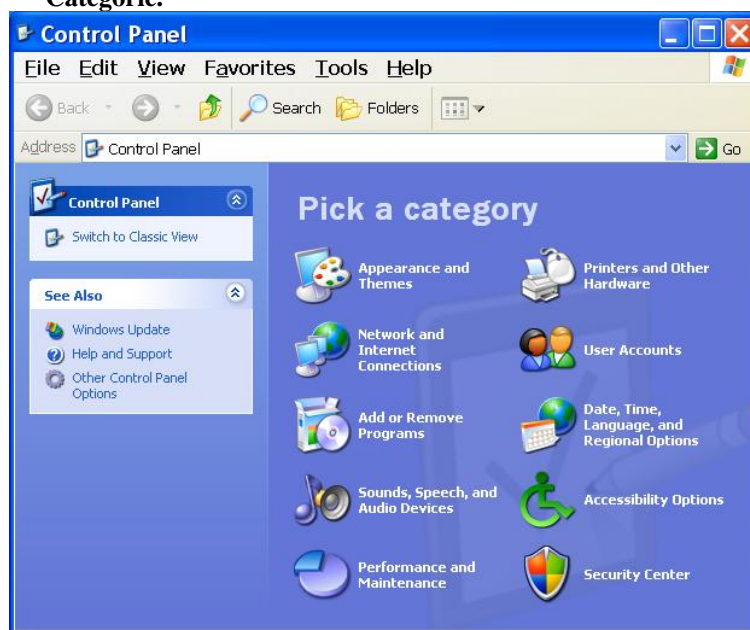 Categorie.
Control Panel
File Edit View Favorites Tools Help
Back Search Folders
Address Control Panel Go
Control Panel
Switch to Classic View
See Also
Windows Update
Help and Support
Other Control Panel
Options
Pick a category
Appearance and
Themes
Printers and Other
Hardware
Network and
Internet
Connections
User Accounts
Add or Remove
Programs
Date, Time,
Language, and
Regional Options
Sounds, Speech, and
Audio Devices
Accessibility Options
Performance and
Maintenance
Security Center